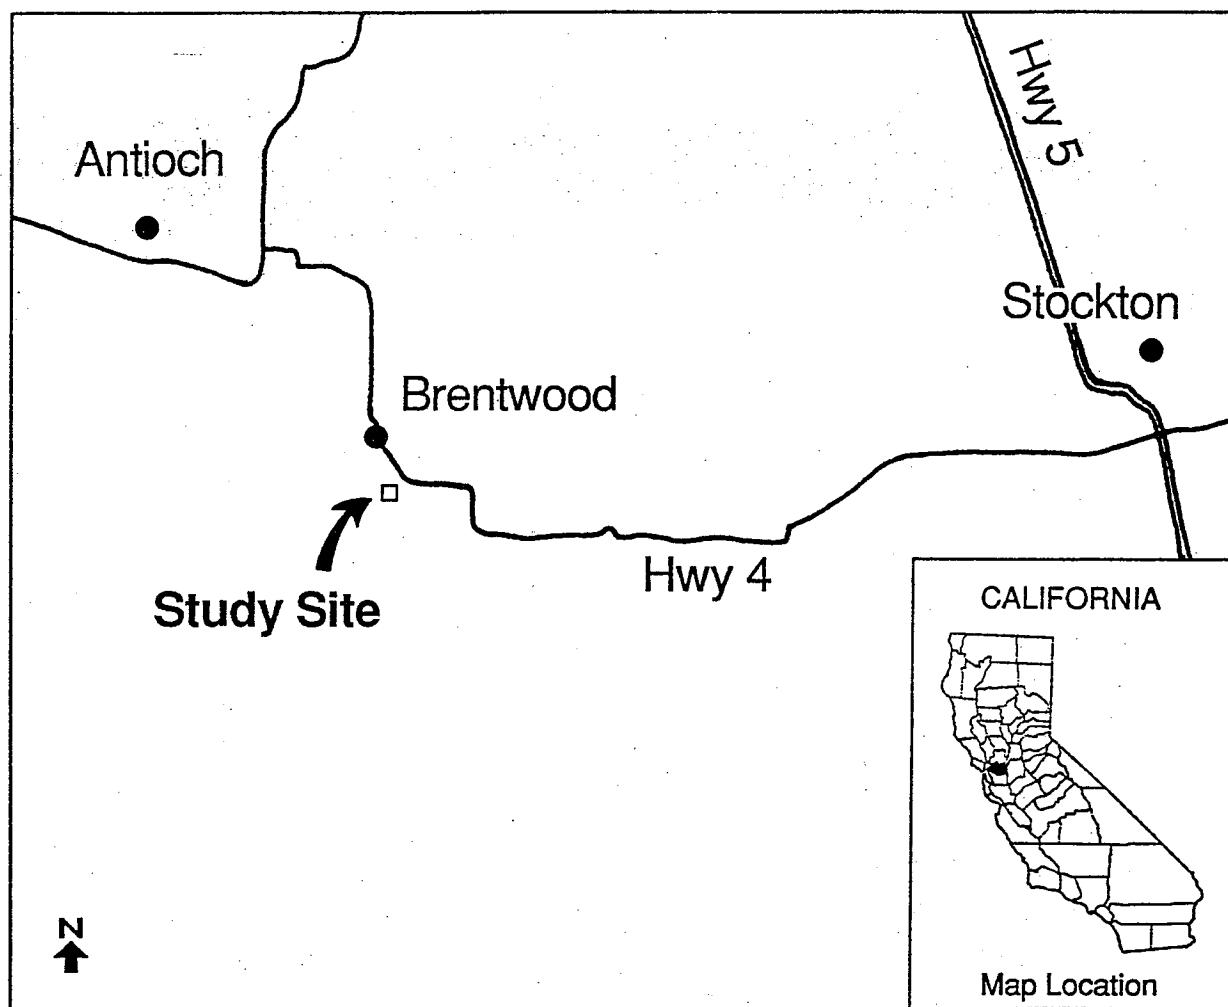 Hwy 5
Antioch
Stockton
Brentwood
Hwy 4
Study Site
CALIFORNIA
Map Location
N